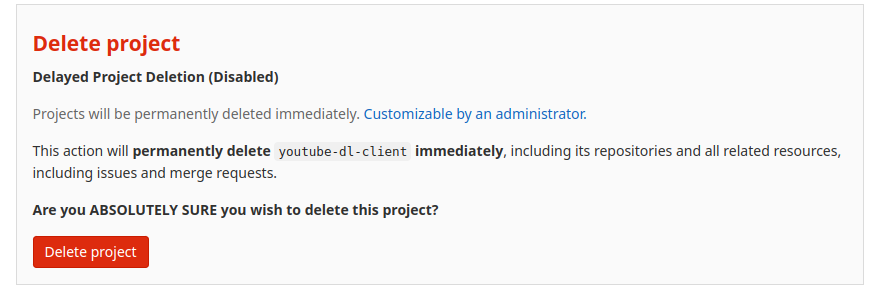 Delete project
Delayed Project Deletion (Disabled)
Projects will be permanently deleted immediately. Customizable by an administrator.
This action will permanently delete youtube-dl-client immediately, including its repositories and all related resources,
including issues and merge requests.
Are you ABSOLUTELY SURE you wish to delete this project?
Delete project